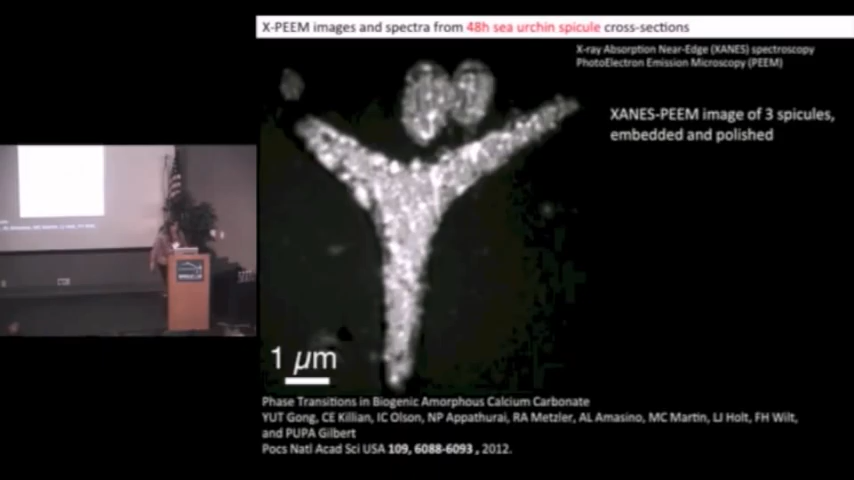 X-PEEM images and spectra from 48h sea urchin spicule cross-sections
X-ray Absorption Near-Edge (XANES) spectroscopy
PhotoElectron Emission Microscopy (PEEM)
XANES-PEEM image of 3 spicules,
embedded and polished
1 µm
Phase Transitions in Biogenic Amorphous Calcium Carbonate
YUT Gong, CE Killian, IC Olson, NP Appathurai, RA Metzler, AL Amasino, MC Martin, LJ Holt, FH Wilt,
and PUPA Gilbert
Pocs Natl Acad Sci USA 109, 6088-6093 , 2012.